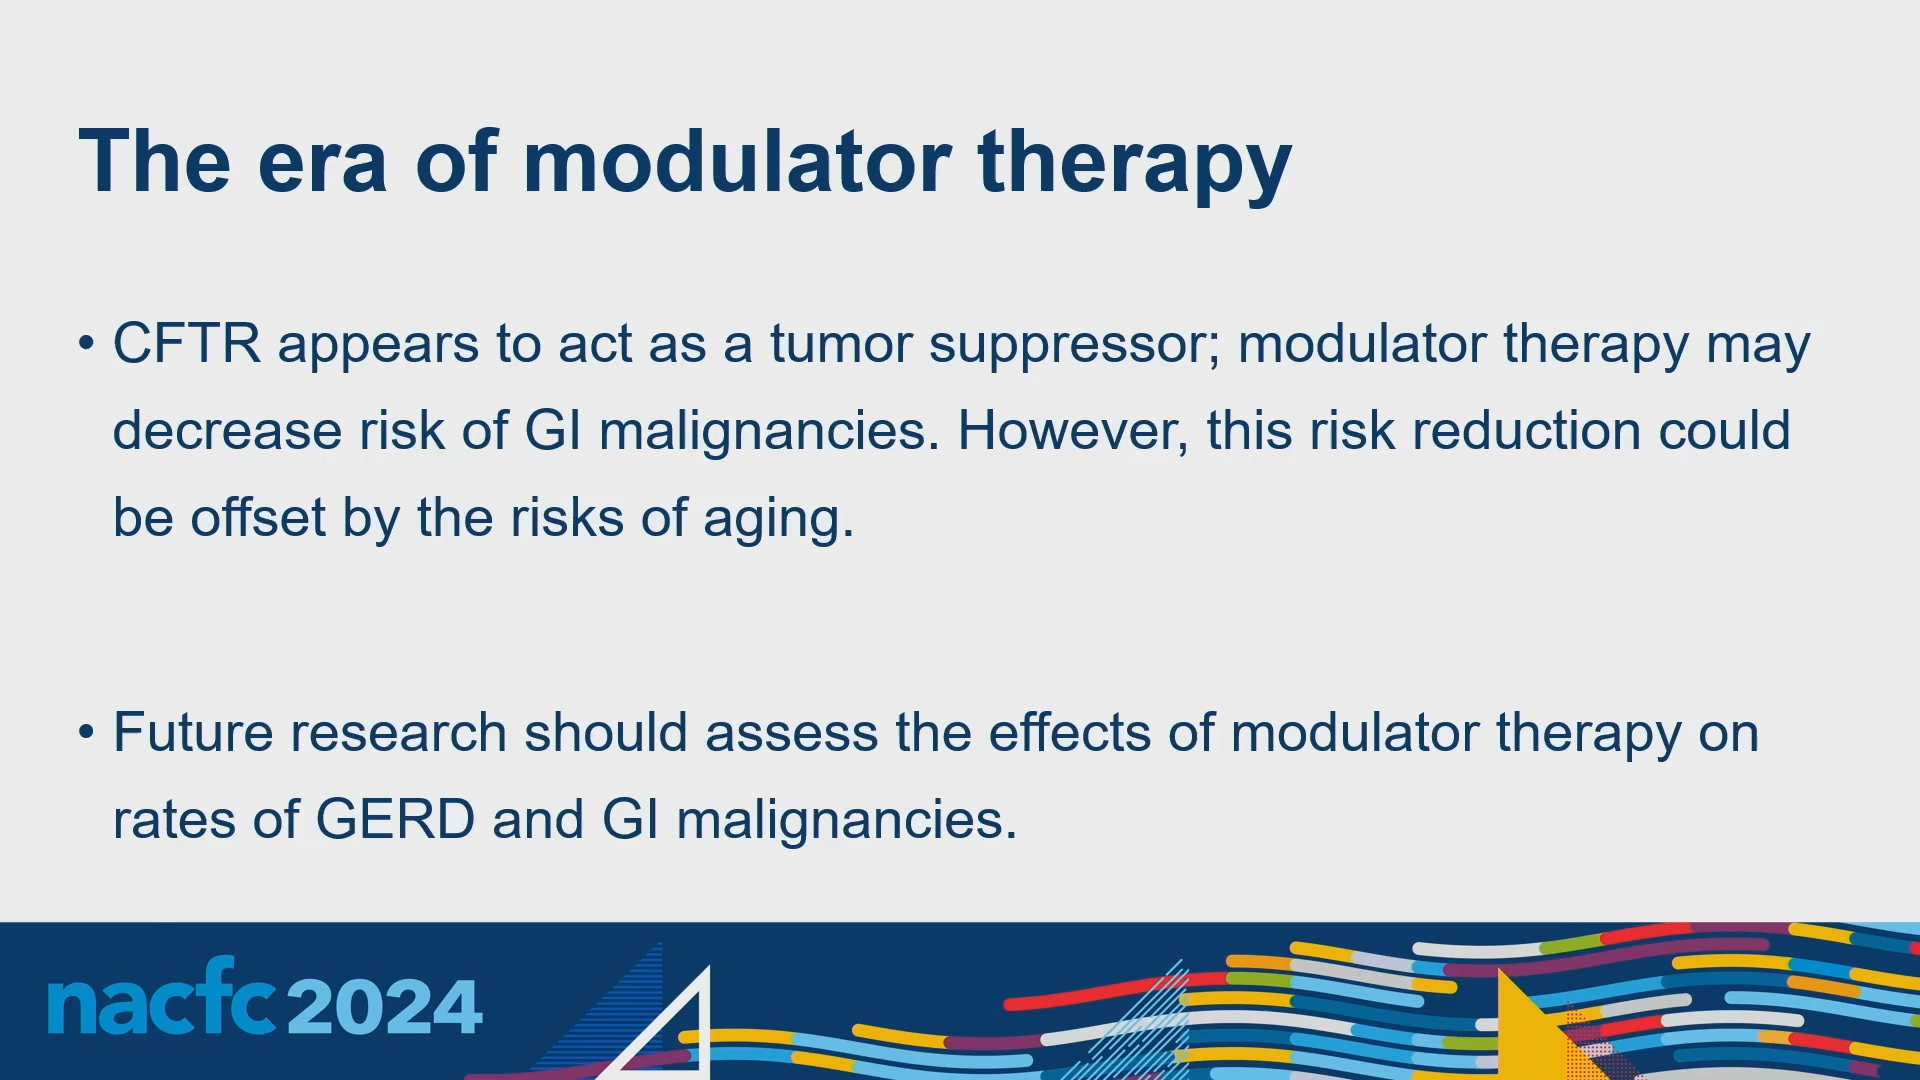 The era of modulator therapy
• CFTR appears to act as a tumor suppressor; modulator therapy may
decrease risk of GI malignancies. However, this risk reduction could
be offset by the risks of aging.
• Future research should assess the effects of modulator therapy on
rates of GERD and GI malignancies.
nacfc 2024